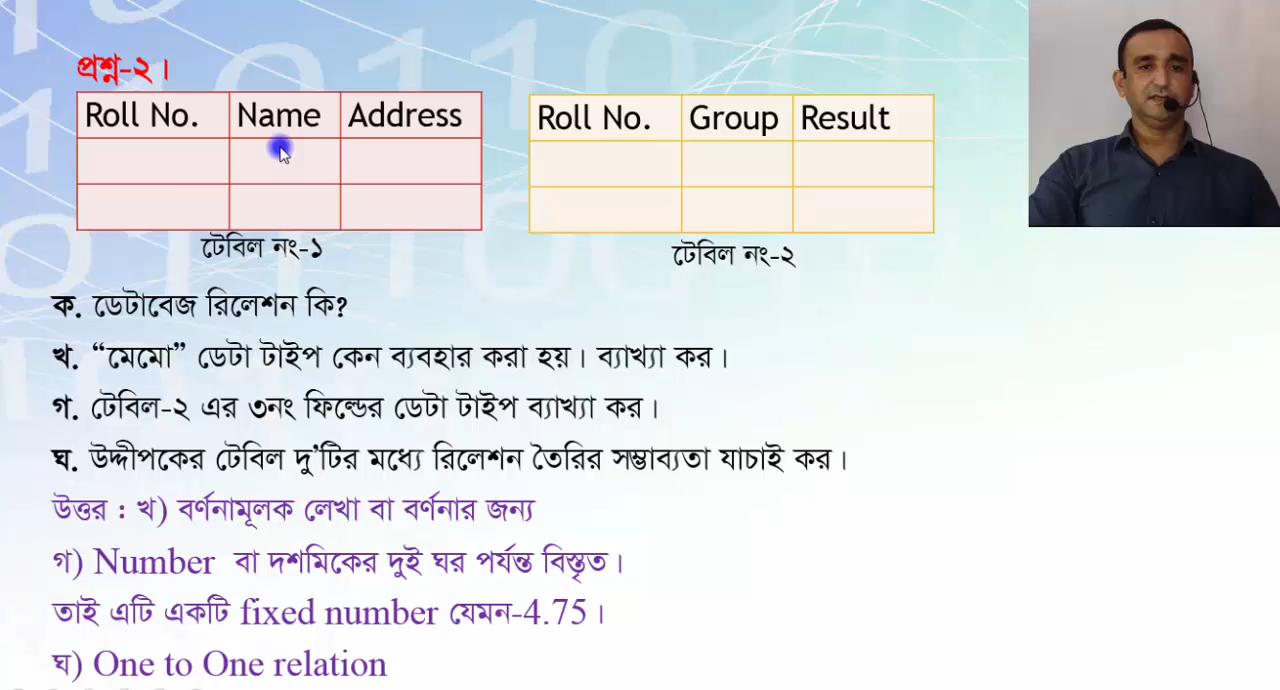 প্রশ্ন-২।
Roll No. Name Address
Roll No. Group Result
টেবিল নং-১
টেবিল নং-২
ক. ডেটাবেজ রিলেশন কি?
খ. “মেমো” ডেটা টাইপ কেন ব্যবহার করা হয়। ব্যাখ্যা কর।
গ. টেবিল-২ এর ৩নং ফিল্ডের ডেটা টাইপ ব্যাখ্যা কর।
ঘ. উদ্দীপকের টেবিল দু’টির মধ্যে রিলেশন তৈরির সম্ভাব্যতা যাচাই কর।
উত্তর : খ) বর্ণনামূলক লেখা বা বর্ণনার জন্য
গ) Number বা দশমিকের দুই ঘর পর্যন্ত বিস্তৃত।
তাই এটি একটি fixed number যেমন-4.75।
ঘ) One to One relation